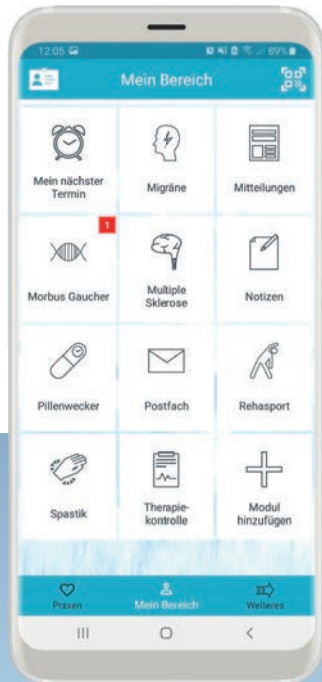 12:05
89%
Mein Bereich
Mein nächster
Termin
Migräne
Mitteilungen
1
Morbus Gaucher
Multiple
Sklerose
Notizen
Pillenwecker
Postfach
Rehasport
Spastik
Therapie-
kontrolle
Modul
hinzufügen
Praxen
Mein Bereich
Weiteres